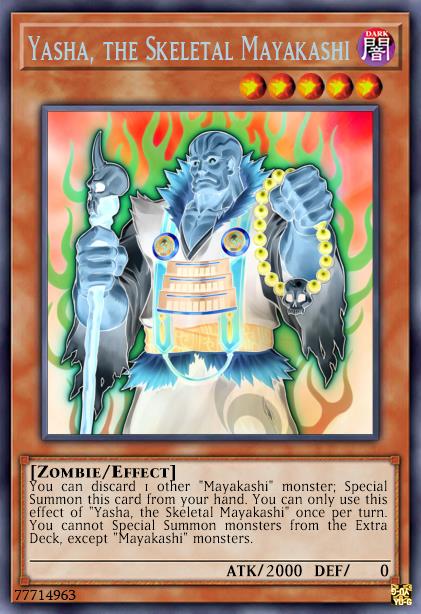 Yasha, the Skeletal Mayakashi
DARK
闇
[Zombie/Effect]
You can discard 1 other "Mayakashi" monster; Special
Summon this card from your hand. You can only use this
effect of "Yasha, the Skeletal Mayakashi" once per turn.
You cannot Special Summon monsters from the Extra
Deck, except "Mayakashi" monsters.
ATK/2000 DEF/ 0
77714963